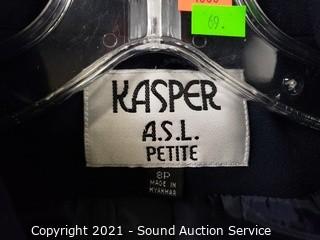 69.
KASPER
A.S.L.
PETITE
8P
MADE IN
MYANMAR
Copyright 2021 - Sound Auction Service